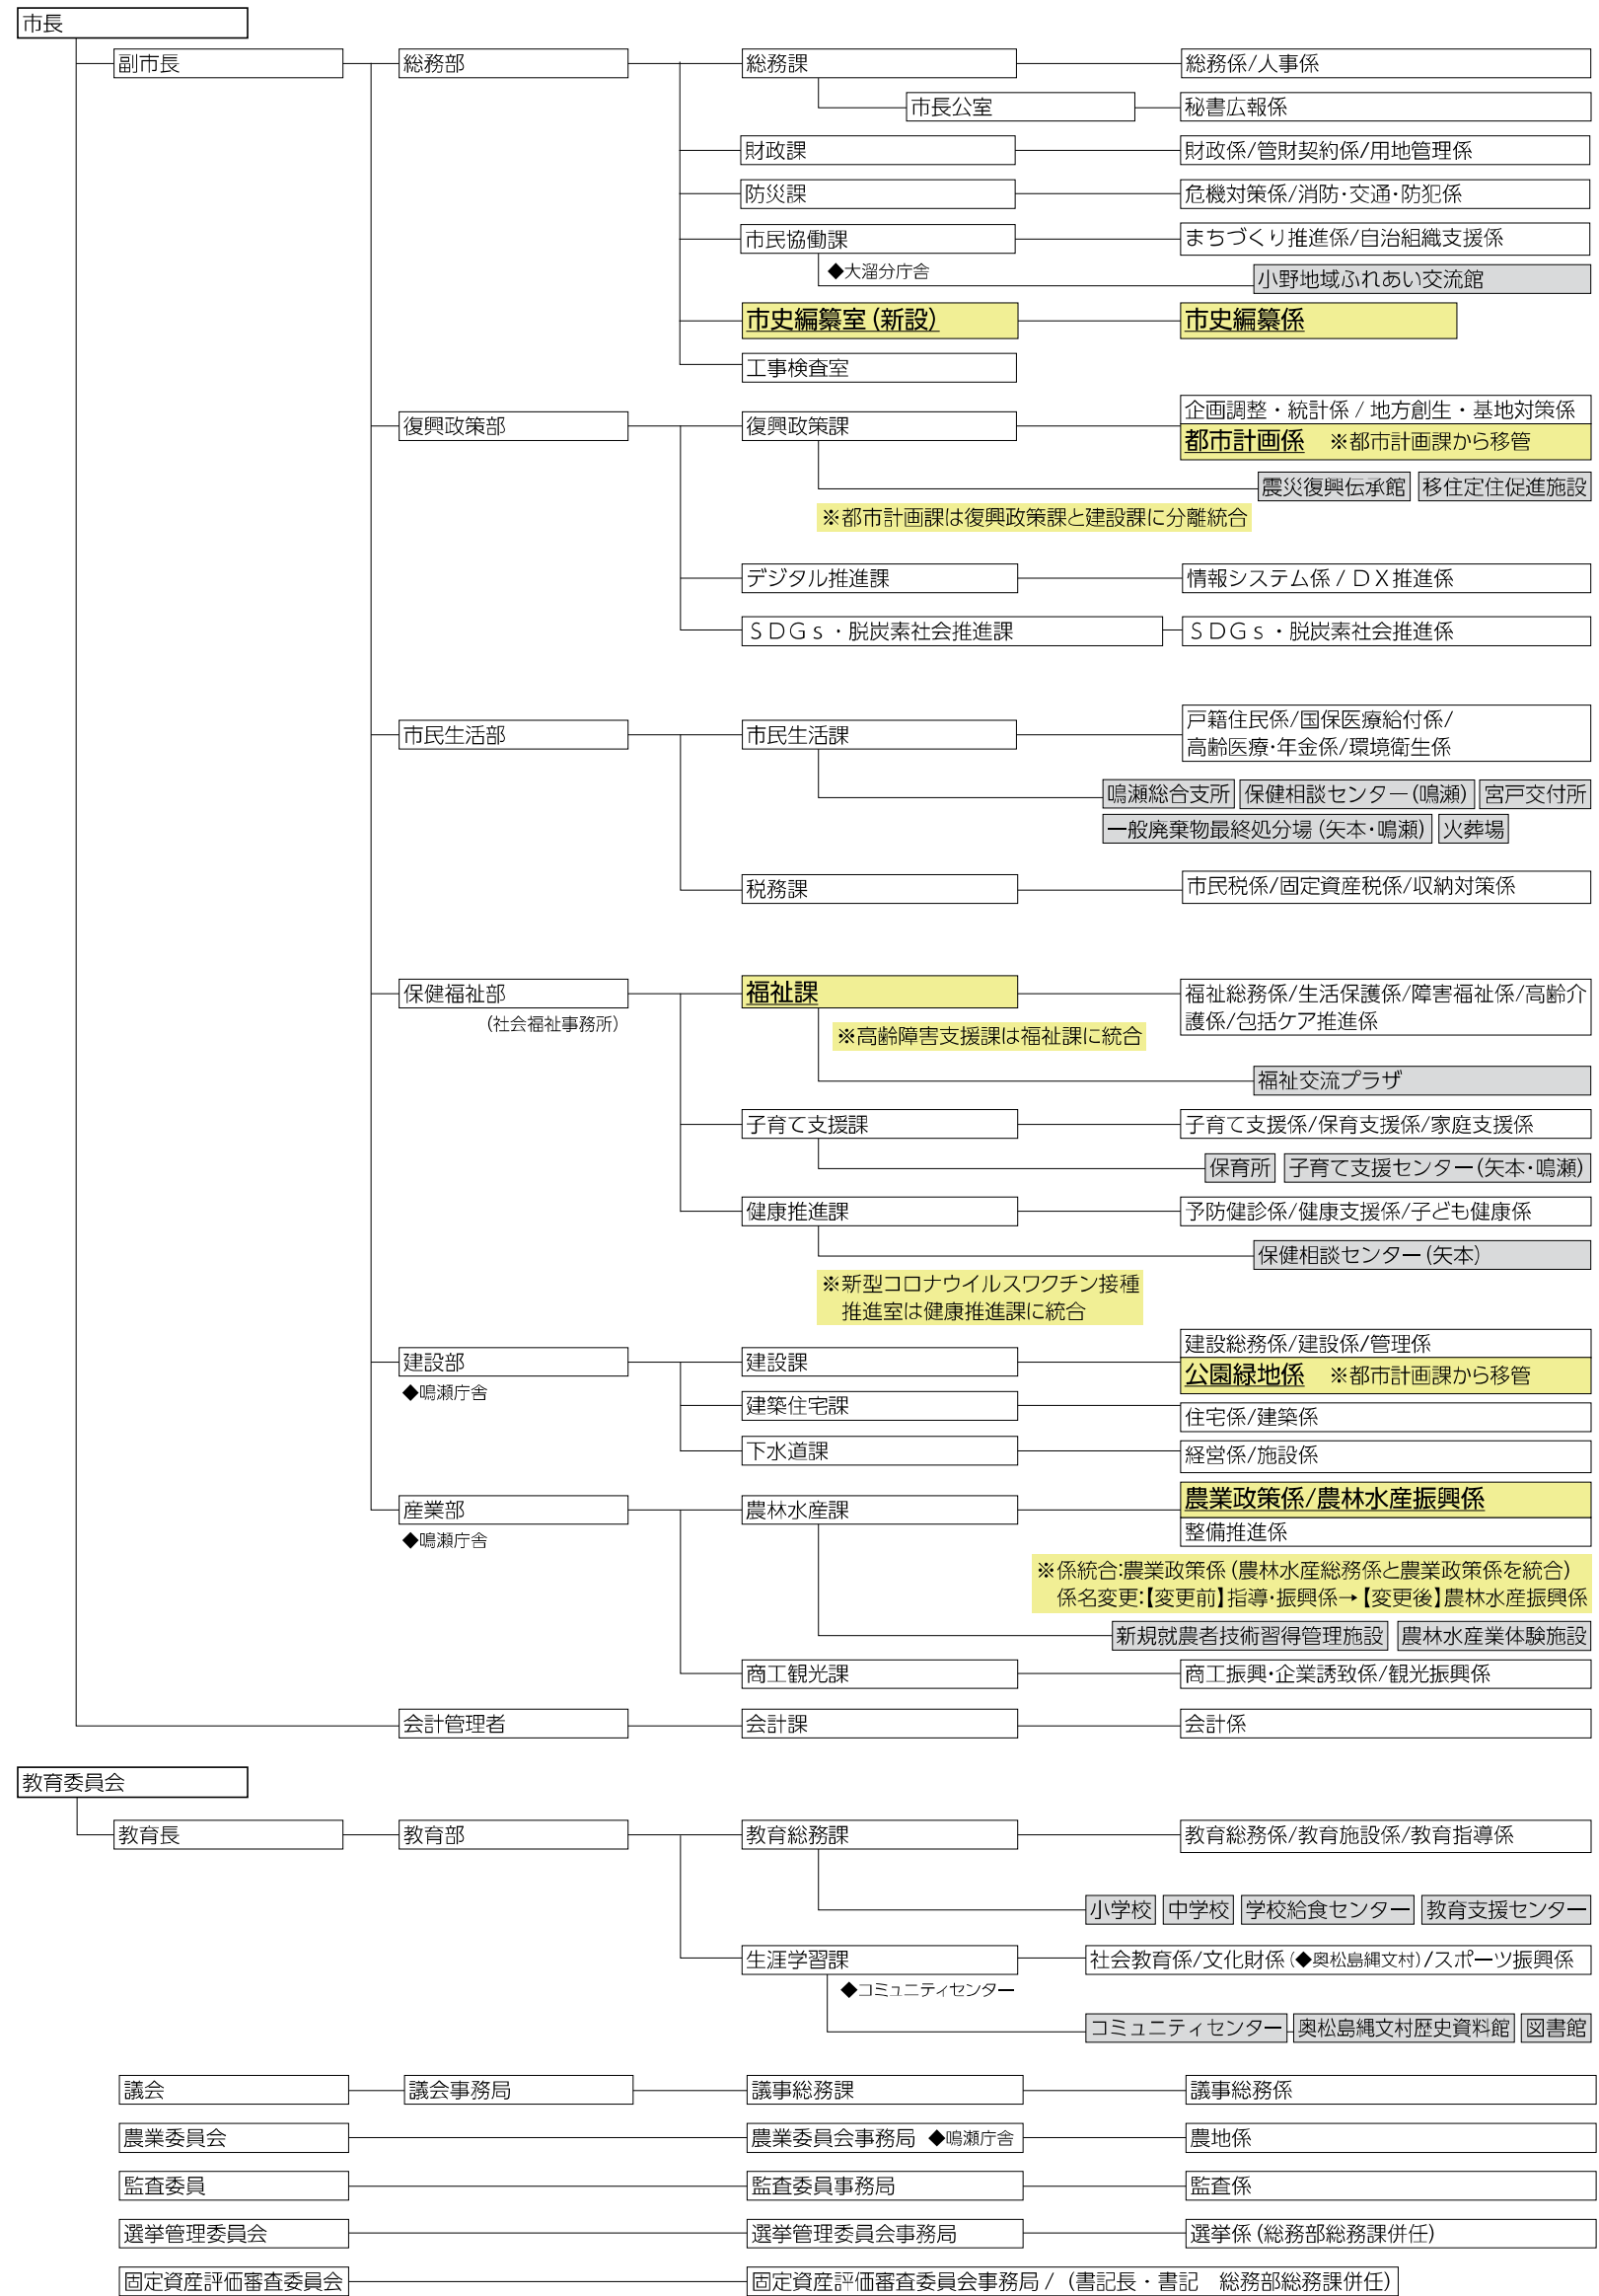 市長
副市長
総務部
総務課
総務係/人事係
市長公室
秘書広報係
財政課
財政係/管財契約係/用地管理係
防災課
危機対策係/消防・交通・防犯係
市民協働課
まちづくり推進係/自治組織支援係
◆大溜分庁舎
小野地域ふれあい交流館
市史編纂室(新設)
市史編纂係
工事検査室
復興政策部
復興政策課
企画調整・統計係 / 地方創生・基地対策係
都市計画係 ※都市計画課から移管
震災復興伝承館
移住定住促進施設
※都市計画課は復興政策課と建設課に分離統合
デジタル推進課
情報システム係 / ＤＸ推進係
ＳＤＧｓ・脱炭素社会推進課
ＳＤＧｓ・脱炭素社会推進係
市民生活部
市民生活課
戸籍住民係/国保医療給付係/
高齢医療・年金係/環境衛生係
鳴瀬総合支所
保健相談センター(鳴瀬)
宮戸交付所
一般廃棄物最終処分場(矢本・鳴瀬)
火葬場
税務課
市民税係/固定資産税係/収納対策係
保健福祉部
(社会福祉事務所)
福祉課
福祉総務係/生活保護係/障害福祉係/高齢介
護係/包括ケア推進係
※高齢障害支援課は福祉課に統合
福祉交流プラザ
子育て支援課
子育て支援係/保育支援係/家庭支援係
保育所
子育て支援センター(矢本・鳴瀬)
健康推進課
予防健診係/健康支援係/子ども健康係
保健相談センター(矢本)
※新型コロナウイルスワクチン接種
推進室は健康推進課に統合
建設部
◆鳴瀬庁舎
建設課
建設総務係/建設係/管理係
公園緑地係 ※都市計画課から移管
建築住宅課
住宅係/建築係
下水道課
経営係/施設係
産業部
◆鳴瀬庁舎
農林水産課
農業政策係/農林水産振興係
整備推進係
※係統合:農業政策係(農林水産総務係と農業政策係を統合)
係名変更:【変更前】指導・振興係→【変更後】農林水産振興係
新規就農者技術習得管理施設
農林水産業体験施設
商工観光課
商工振興・企業誘致係/観光振興係
会計管理者
会計課
会計係
教育委員会
教育長
教育部
教育総務課
教育総務係/教育施設係/教育指導係
小学校
中学校
学校給食センター
教育支援センター
生涯学習課
社会教育係/文化財係(◆奥松島縄文村)/スポーツ振興係
◆コミュニティセンター
コミュニティセンター
奥松島縄文村歴史資料館
図書館
議会
議会事務局
議事総務課
議事総務係
農業委員会
農業委員会事務局 ◆鳴瀬庁舎
農地係
監査委員
監査委員事務局
監査係
選挙管理委員会
選挙管理委員会事務局
選挙係(総務部総務課併任)
固定資産評価審査委員会
固定資産評価審査委員会事務局 / (書記長・書記 総務部総務課併任)